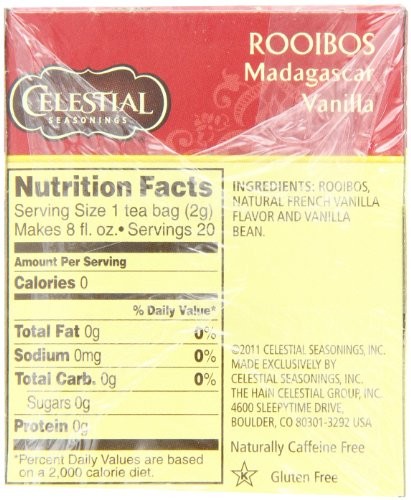 ROOIBOS
Madagascar
Vanilla
CELESTIAL
SEASONINGS
Nutrition Facts
Serving Size 1 tea bag (2g)
Makes 8 fl. oz. • Servings 20
Amount Per Serving
Calories 0
% Daily Value*
Total Fat 0g 0%
Sodium 0mg 0%
Total Carb. 0g 0%
Sugars 0g
Protein 0g
*Percent Daily Values are based
on a 2,000 calorie diet.
INGREDIENTS: ROOIBOS,
NATURAL FRENCH VANILLA
FLAVOR AND VANILLA
BEAN.
©2011 CELESTIAL SEASONINGS, INC.
MADE EXCLUSIVELY BY
CELESTIAL SEASONINGS, INC.
THE HAIN CELESTIAL GROUP, INC.
4600 SLEEPYTIME DRIVE,
BOULDER, CO 80301-3292 USA
Naturally Caffeine Free
K Gluten Free